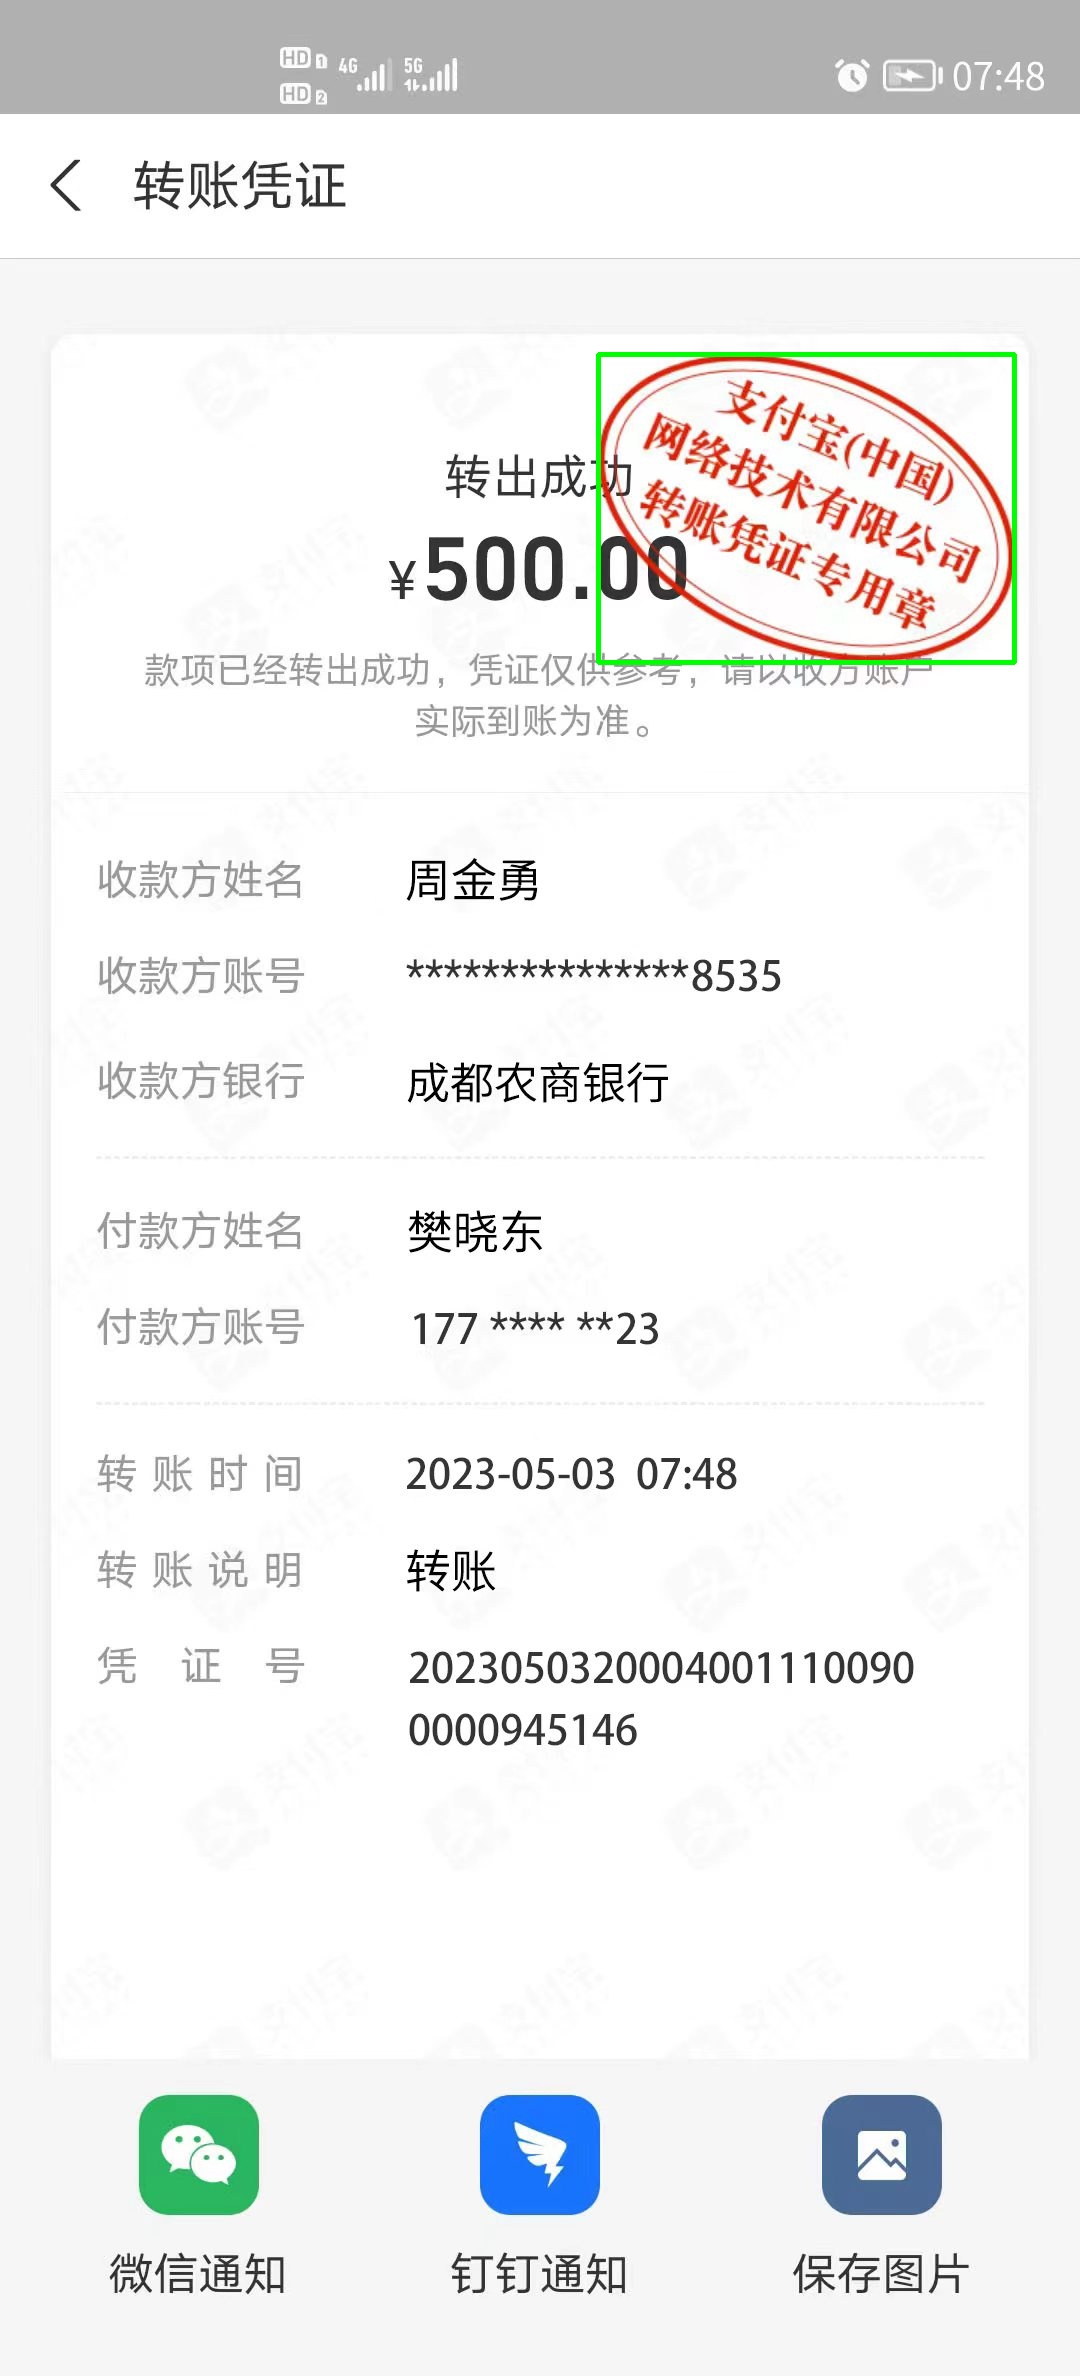 HD 1 4G 5G
HD 2
07:48
转账凭证
支付宝(中国)
网络技术有限公司
转账凭证专用章
转出成功
¥500.00
款项已经转出成功，凭证仅供参考，请以收方账户
实际到账为准。
收款方姓名 周金勇
收款方账号 ***************8535
收款方银行 成都农商银行
付款方姓名 樊晓东
付款方账号 177 **** **23
转账时间 2023-05-03 07:48
转账说明 转账
凭证号 2023050320004001110090
0000945146
微信通知 钉钉通知 保存图片